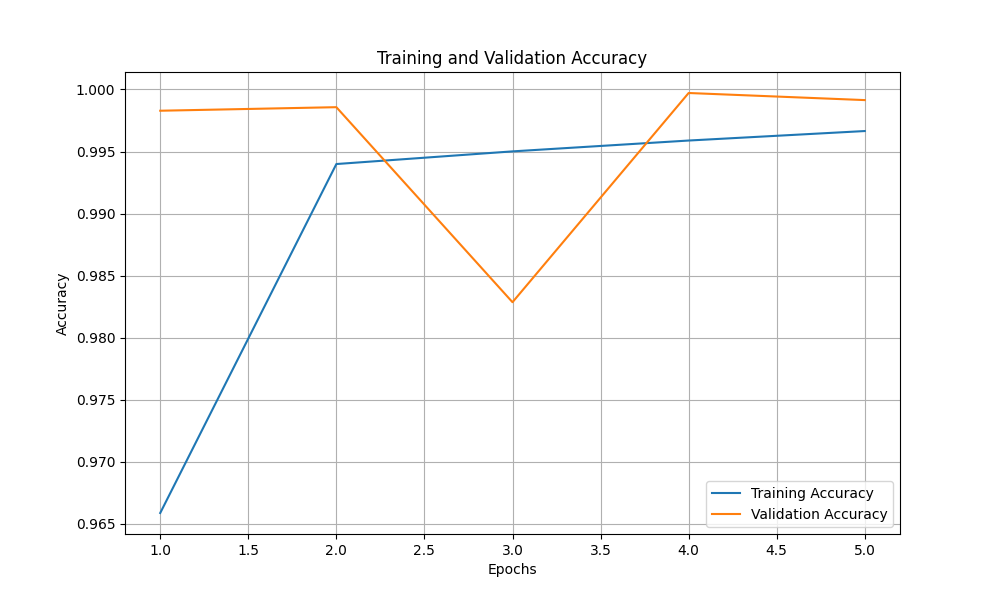 Training and Validation Accuracy
1.000
0.995
0.990
0.985
0.980
0.975
0.970
0.965
Accuracy
Training Accuracy
Validation Accuracy
1.0 1.5 2.0 2.5 3.0 3.5 4.0 4.5 5.0
Epochs